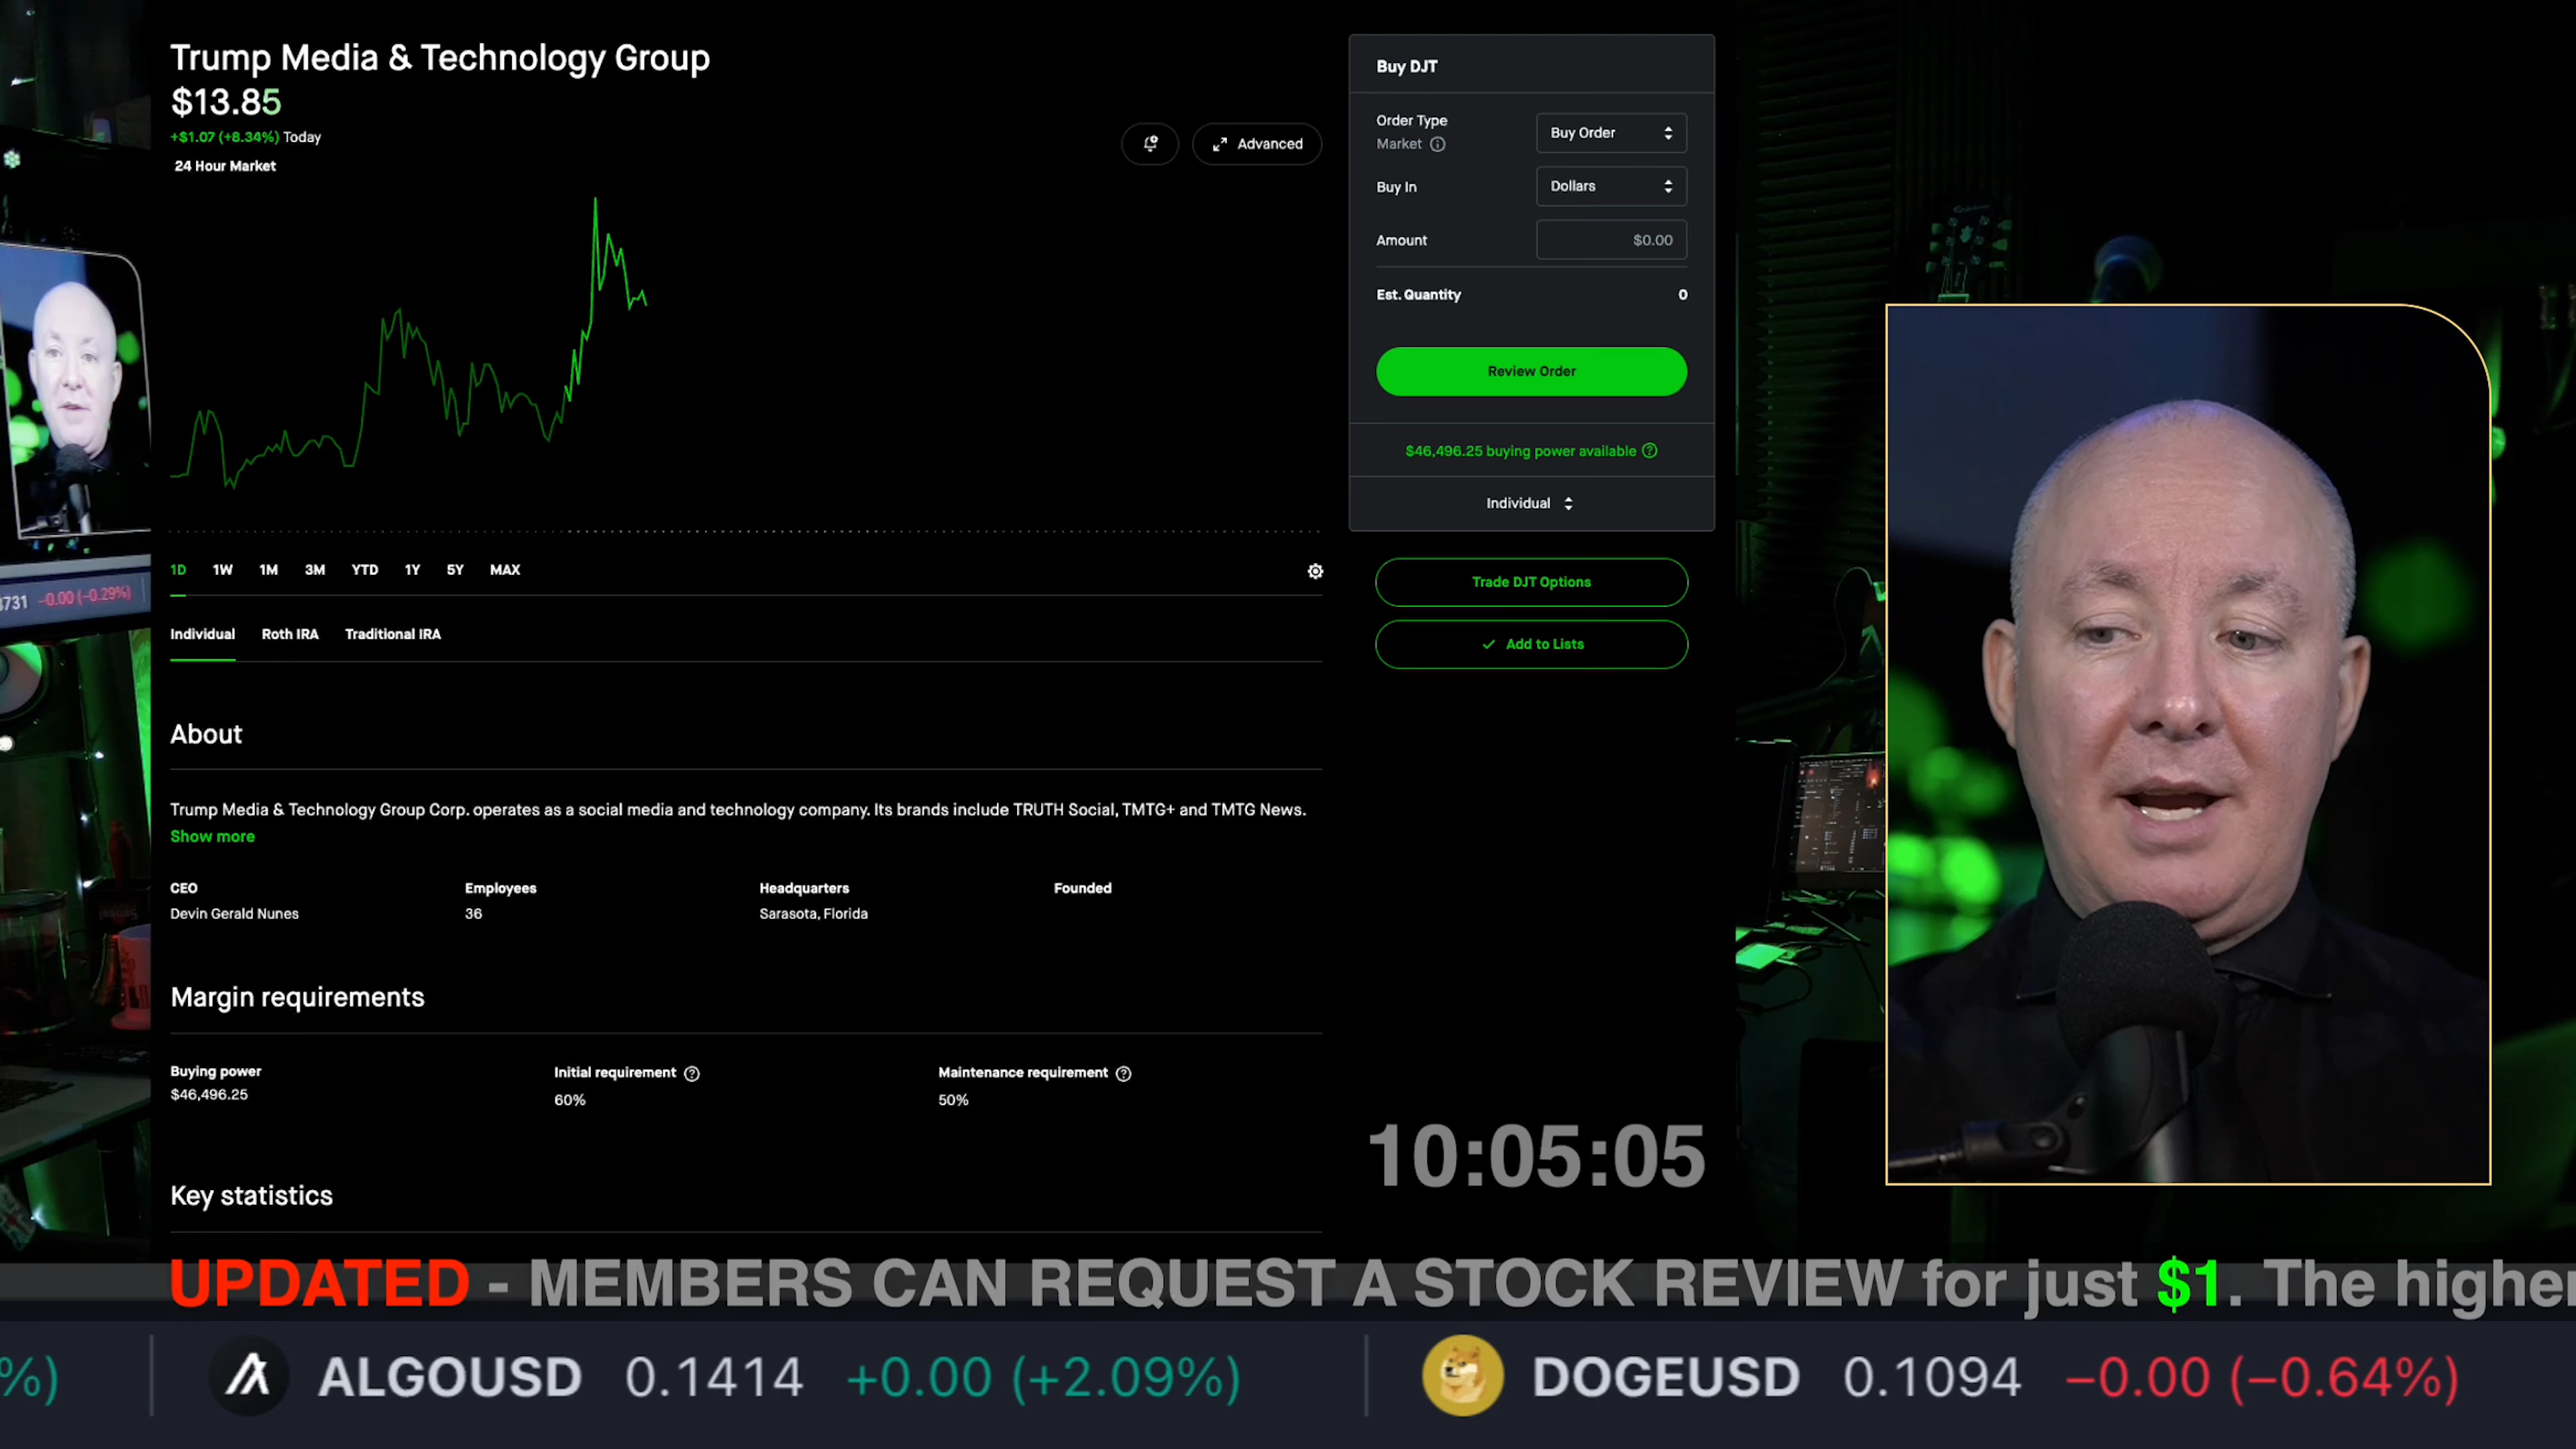 Trump Media & Technology Group
$13.85
+$1.07 (+8.34%) Today
24 Hour Market
Advanced
Buy DJT
Order Type
Market
Buy Order
Buy In
Dollars
Amount
$0.00
Est. Quantity
0
Review Order
$46,496.25 buying power available
Individual
Trade DJT Options
Add to Lists
1D 1W 1M 3M YTD 1Y 5Y MAX
Individual Roth IRA Traditional IRA
About
Trump Media & Technology Group Corp. operates as a social media and technology company. Its brands include TRUTH Social, TMTG+ and TMTG News.
Show more
CEO Employees Headquarters Founded
Devin Gerald Nunes 36 Sarasota, Florida
Margin requirements
Buying power Initial requirement Maintenance requirement
$46,496.25 60% 50%
Key statistics
10:05:05
731 -0.00 (-0.29%)
UPDATED - MEMBERS CAN REQUEST A STOCK REVIEW for just $1. The higher
%) ALGOUSD 0.1414 +0.00 (+2.09%) DOGEUSD 0.1094 −0.00 (−0.64%)